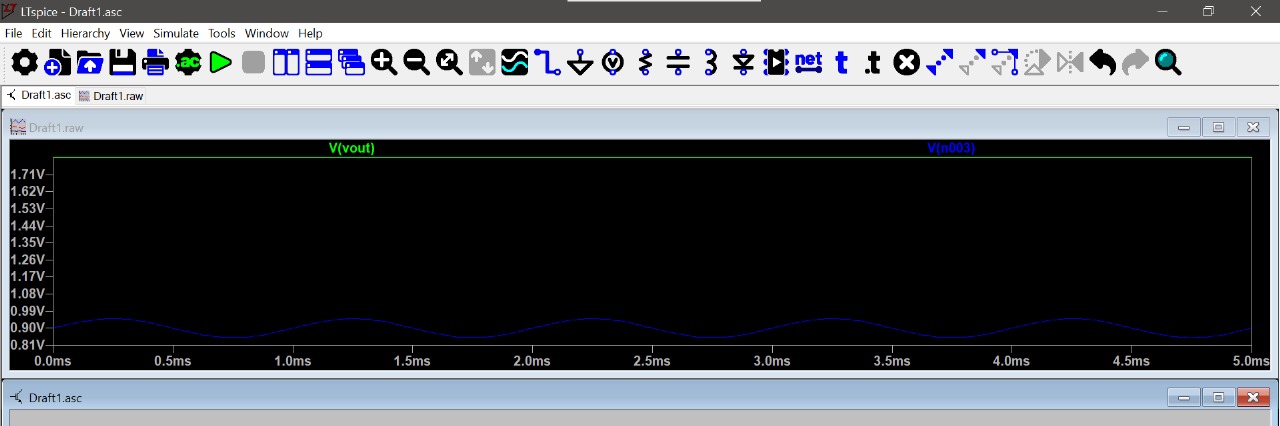 LTspice - Draft1.asc
File Edit Hierarchy View Simulate Tools Window Help
.ac net t .t
Draft1.asc Draft1.raw
Draft1.raw
V(vout) V(n003)
1.71V
1.62V
1.53V
1.44V
1.35V
1.26V
1.17V
1.08V
0.99V
0.90V
0.81V
0.0ms 0.5ms 1.0ms 1.5ms 2.0ms 2.5ms 3.0ms 3.5ms 4.0ms 4.5ms 5.0ms
Draft1.asc